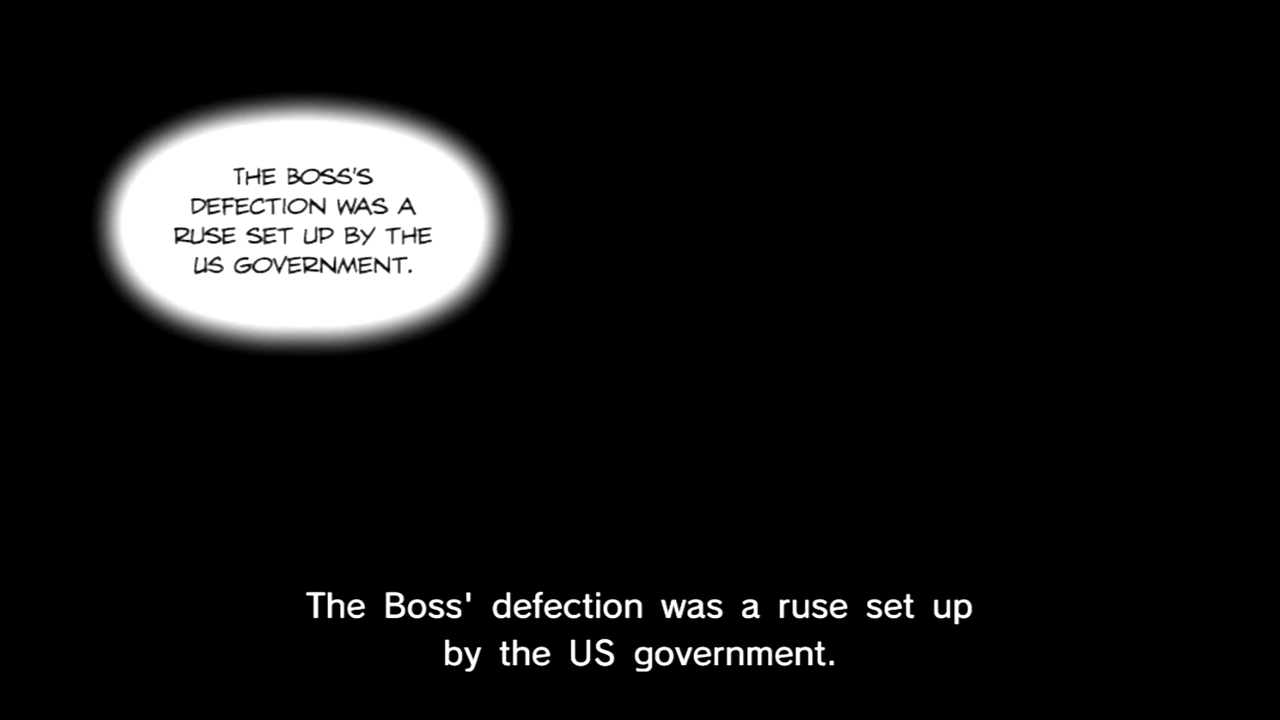 THE BOSS'S
DEFECTION WAS A
RUSE SET UP BY THE
US GOVERNMENT.
The Boss' defection was a ruse set up
by the US government.